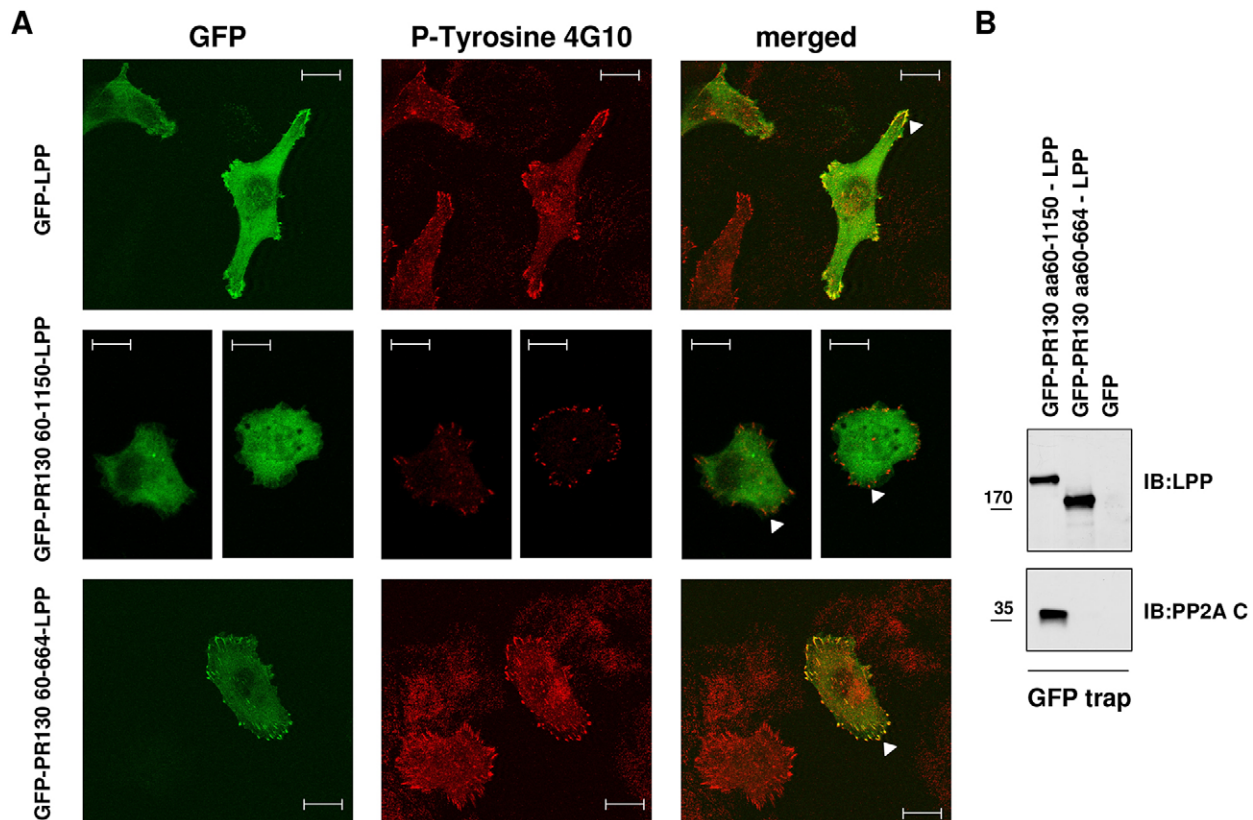 A
B
GFP
P-Tyrosine 4G10
merged
GFP-LPP
GFP-PR130 60-1150-LPP
GFP-PR130 60-664-LPP
GFP-PR130 aa60-1150 - LPP
GFP-PR130 aa60-664 - LPP
GFP
170
IB:LPP
35
IB:PP2A C
GFP trap